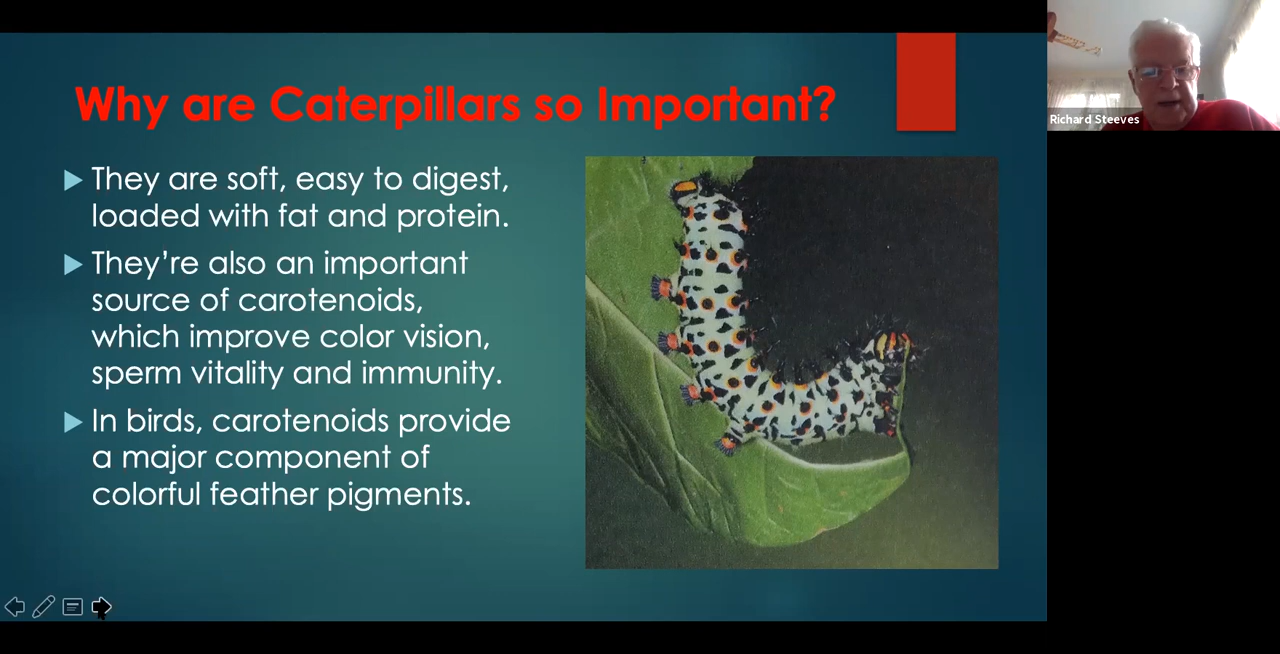 Why are Caterpillars so Important?
They are soft, easy to digest,
loaded with fat and protein.
They’re also an important
source of carotenoids,
which improve color vision,
sperm vitality and immunity.
In birds, carotenoids provide
a major component of
colorful feather pigments.
Richard Steeves